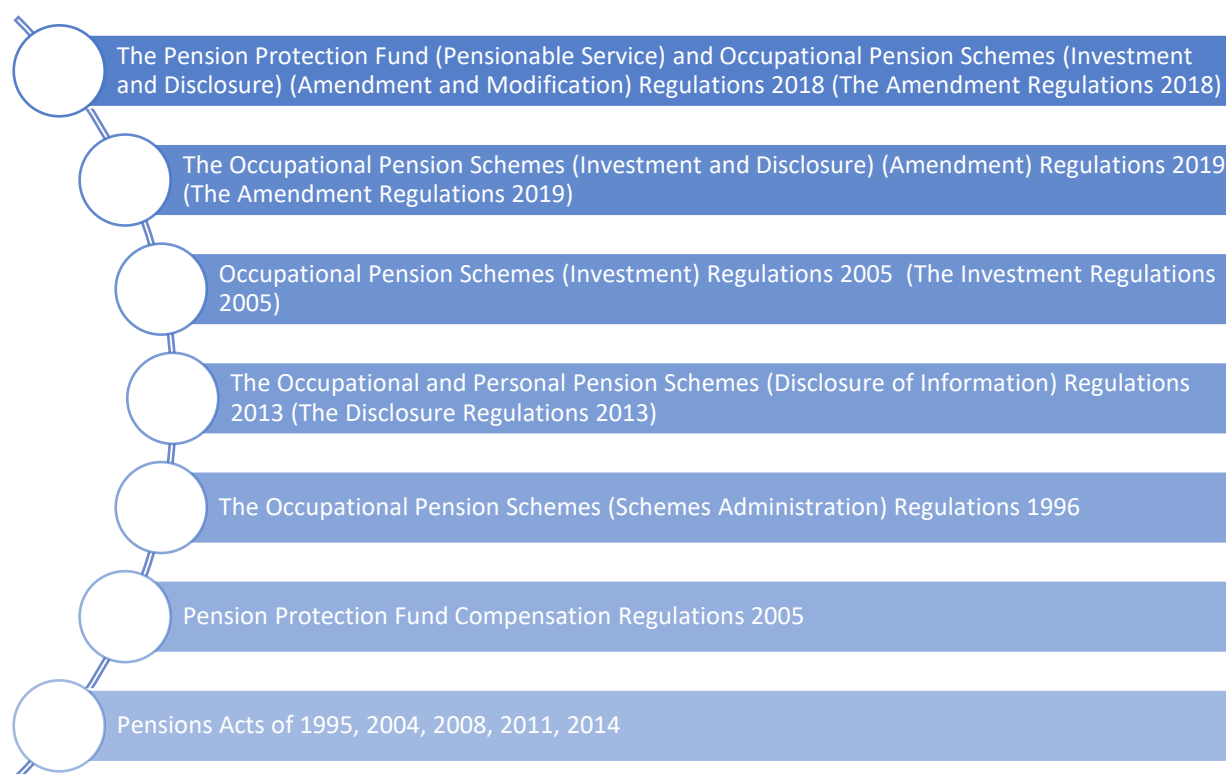 The Pension Protection Fund (Pensionable Service) and Occupational Pension Schemes (Investment
and Disclosure) (Amendment and Modification) Regulations 2018 (The Amendment Regulations 2018)
The Occupational Pension Schemes (Investment and Disclosure) (Amendment) Regulations 2019
(The Amendment Regulations 2019)
Occupational Pension Schemes (Investment) Regulations 2005  (The Investment Regulations
2005)
The Occupational and Personal Pension Schemes (Disclosure of Information) Regulations
2013 (The Disclosure Regulations 2013)
The Occupational Pension Schemes (Schemes Administration) Regulations 1996
Pension Protection Fund Compensation Regulations 2005
Pensions Acts of 1995, 2004, 2008, 2011, 2014